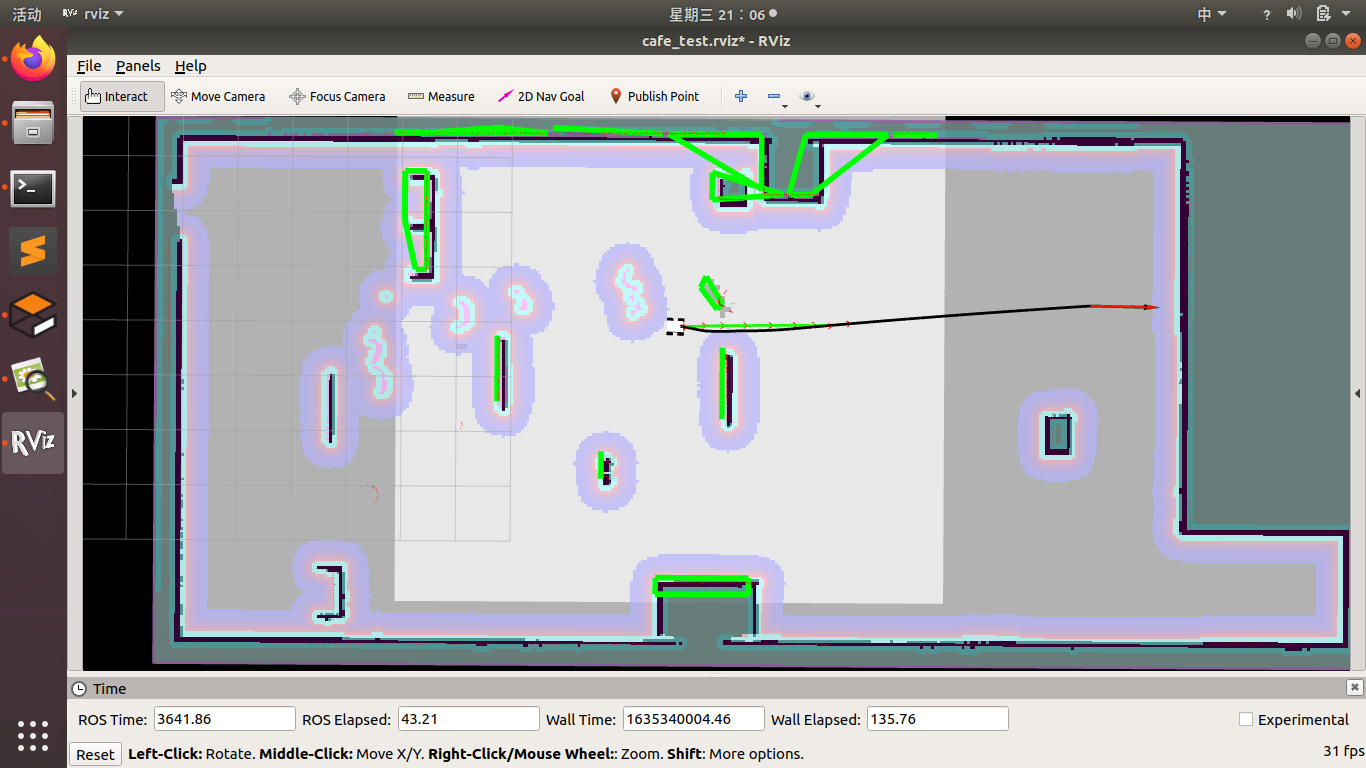 活动 RViz rviz 星期三 21：06 中 ?
cafe_test.rviz* - RViz
File Panels Help
Interact Move Camera Focus Camera Measure 2D Nav Goal Publish Point
RViz
Time
ROS Time: 3641.86 ROS Elapsed: 43.21 Wall Time: 1635340004.46 Wall Elapsed: 135.76 Experimental
Reset Left-Click: Rotate. Middle-Click: Move X/Y. Right-Click/Mouse Wheel:: Zoom. Shift: More options. 31 fps